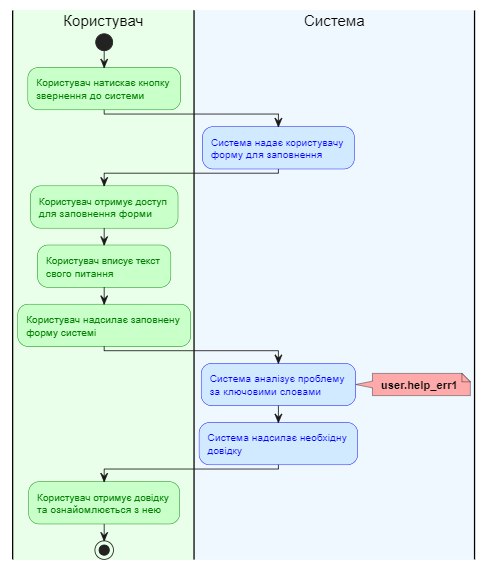 Користувач
Система
Користувач натискає кнопку
звернення до системи
Система надає користувачу
форму для заповнення
Користувач отримує доступ
для заповнення форми
Користувач вписує текст
свого питання
Користувач надсилає заповнену
форму системі
Система аналізує проблему
за ключовими словами
user.help_err1
Система надсилає необхідну
довідку
Користувач отримує довідку
та ознайомлюється з нею